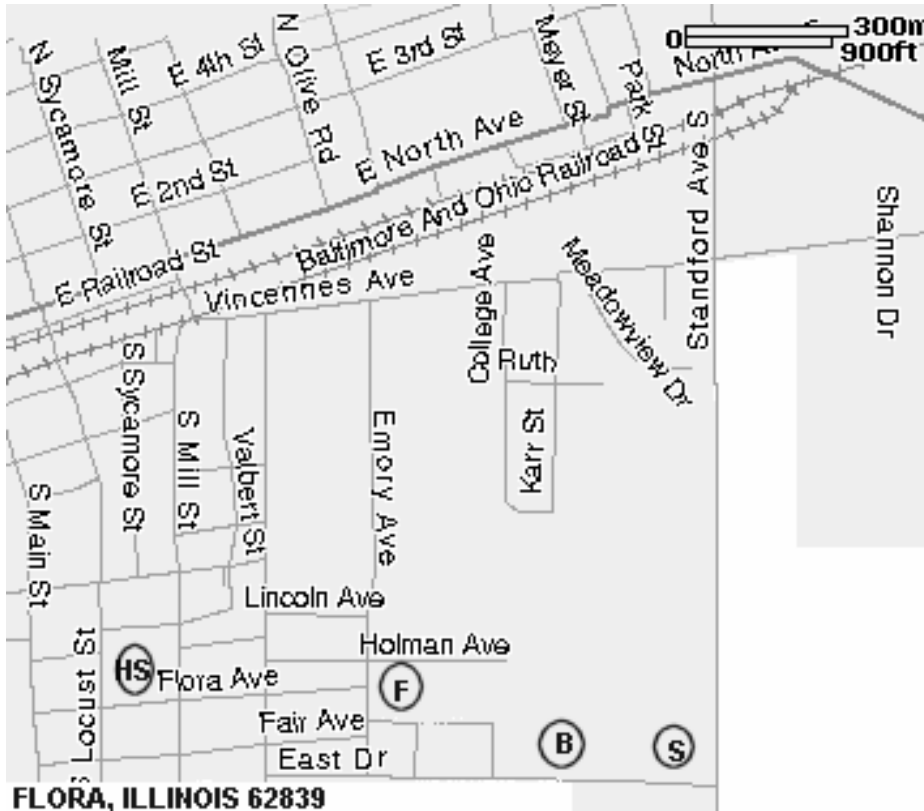 N Sycamore St
Mill St
E 4th St
N Olive Rd
E 3rd St
Meyer St
Park St
0
300m
900ft
North A
E 2nd St
E North Ave
Baltimore And Ohio Railroad
Standford Ave S
Shannon Dr
E Railroad St
Vincennes Ave
College Ave
Meadowview Dr
Ruth
Karr St
S Sycamore St
S Mill St
Valbert St
Emory Ave
S Main St
S Locust St
Lincoln Ave
Holman Ave
HS
Flora Ave
F
Fair Ave
B
S
East Dr
FLORA, ILLINOIS 62839